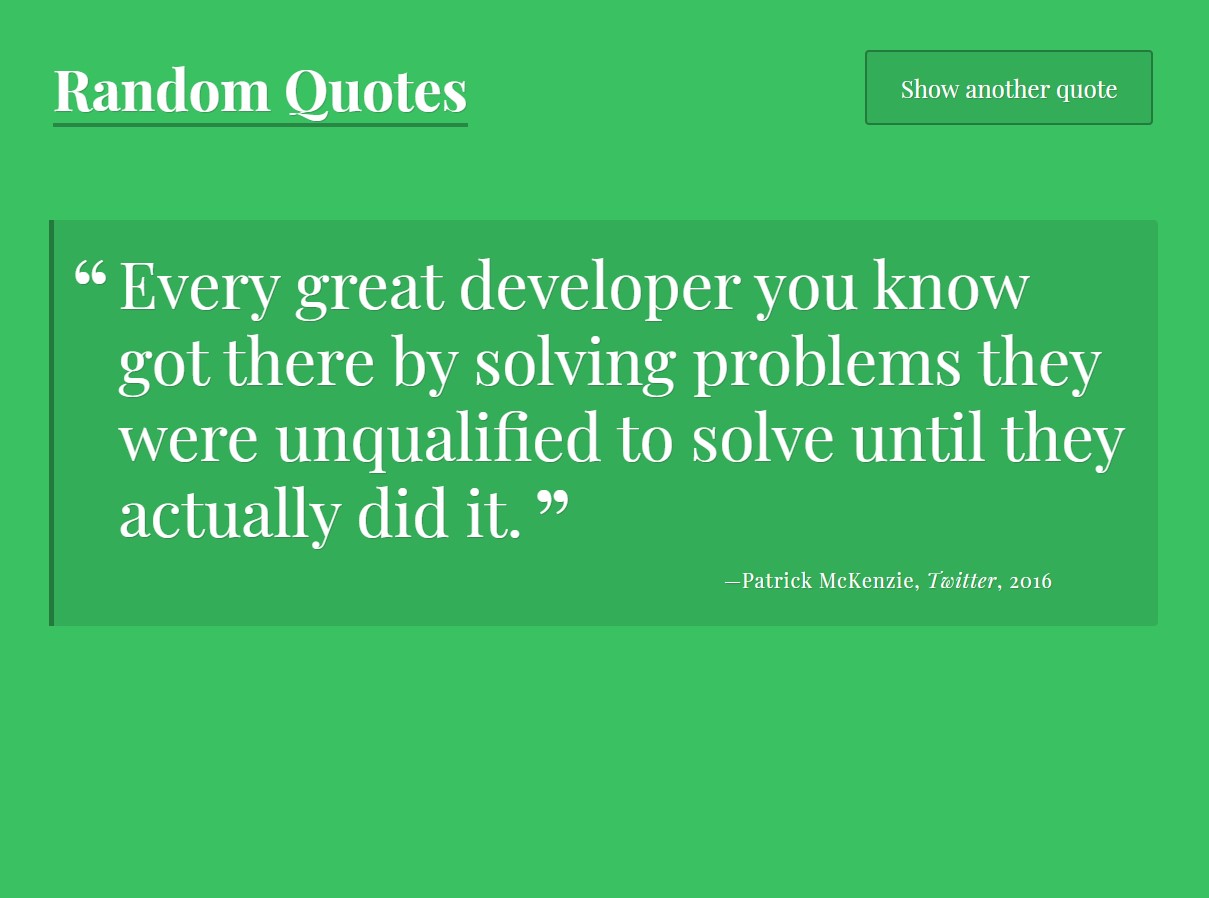 Random Quotes
Show another quote
“ Every great developer you know
got there by solving problems they
were unqualified to solve until they
actually did it. ”
—Patrick McKenzie, Twitter, 2016